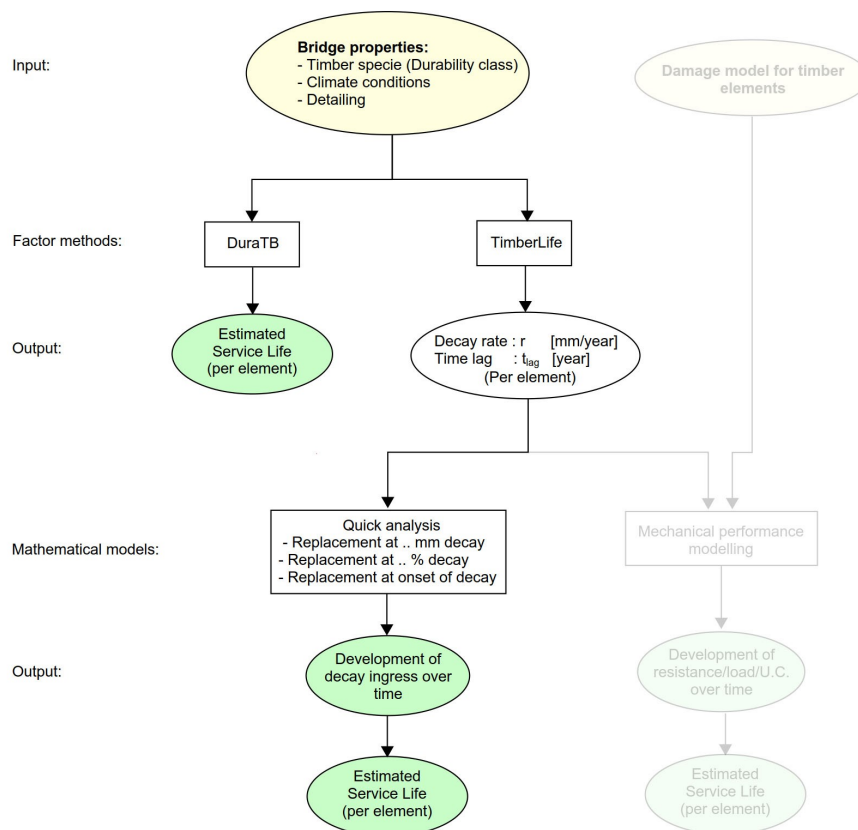 Input:
Bridge properties:
- Timber specie (Durability class)
- Climate conditions
- Detailing
Damage model for timber
elements
Factor methods:
DuraTB
TimberLife
Output:
Estimated
Service Life
(per element)
Decay rate : r [mm/year]
Time lag : tlag [year]
(Per element)
Mathematical models:
Quick analysis
- Replacement at .. mm decay
- Replacement at .. % decay
- Replacement at onset of decay
Mechanical performance
modelling
Output:
Development of
decay ingress over
time
Development of
resistance/load/U.C.
over time
Estimated
Service Life
(per element)
Estimated
Service Life
(per element)